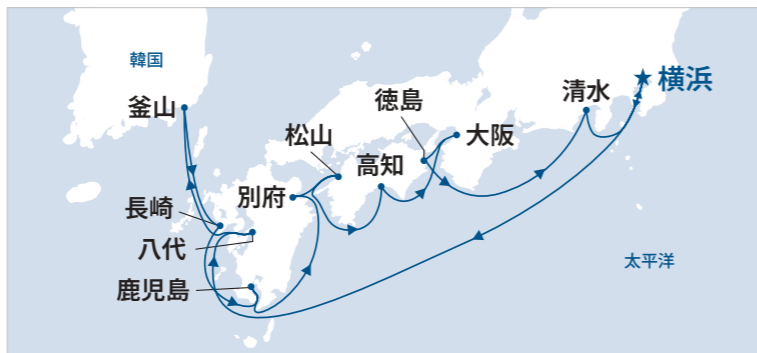 韓国
釜山
横浜
清水
徳島
大阪
松山
高知
別府
長崎
八代
鹿児島
太平洋